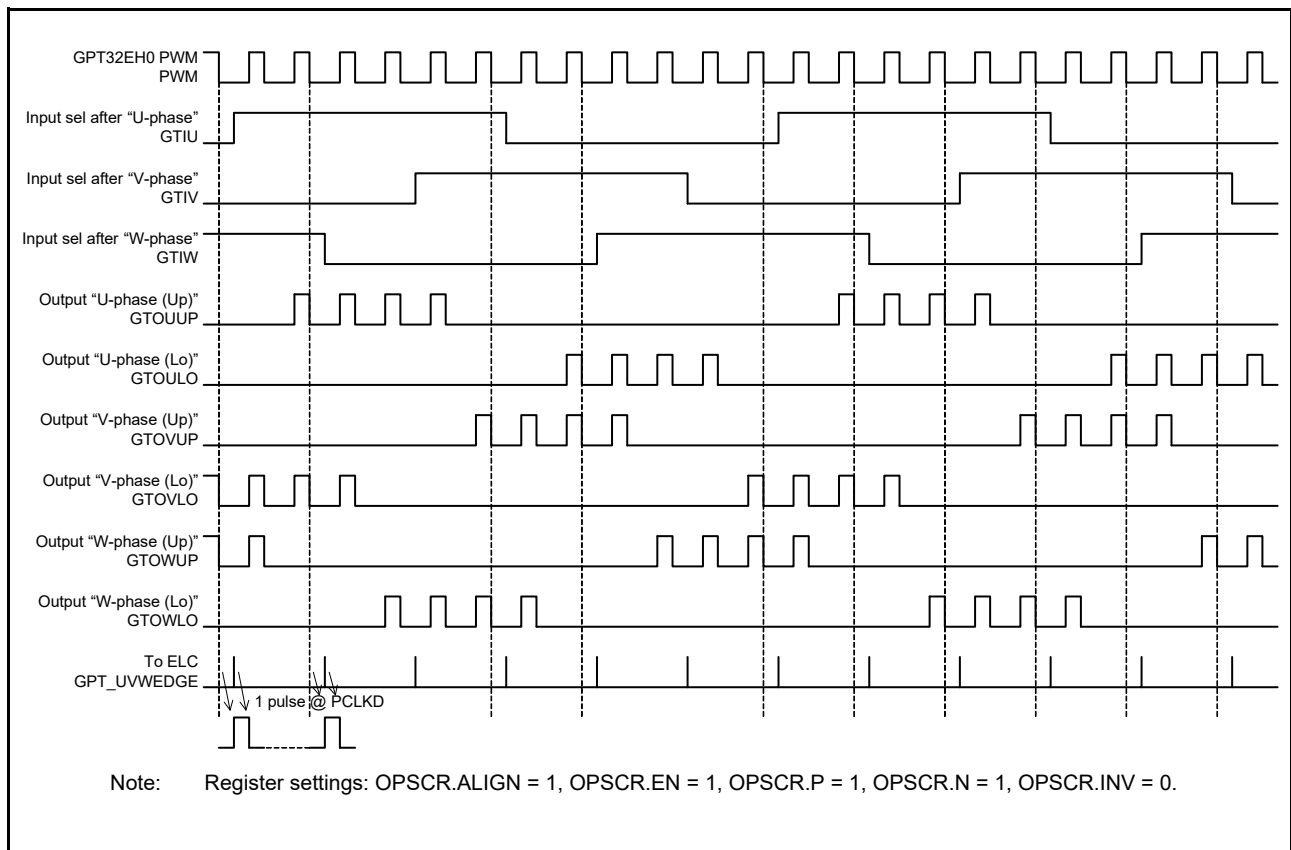 GPT32EH0 PWM
PWM
Input sel after “U-phase”
GTIU
Input sel after “V-phase”
GTIV
Input sel after “W-phase”
GTIW
Output “U-phase (Up)”
GTOUUP
Output “U-phase (Lo)”
GTOULO
Output “V-phase (Up)”
GTOVUP
Output “V-phase (Lo)”
GTOVLO
Output “W-phase (Up)”
GTOWUP
Output “W-phase (Lo)”
GTOWLO
To ELC
GPT_UVWEDGE
1 pulse @ PCLKD
Note: Register settings: OPSCR.ALIGN = 1, OPSCR.EN = 1, OPSCR.P = 1, OPSCR.N = 1, OPSCR.INV = 0.